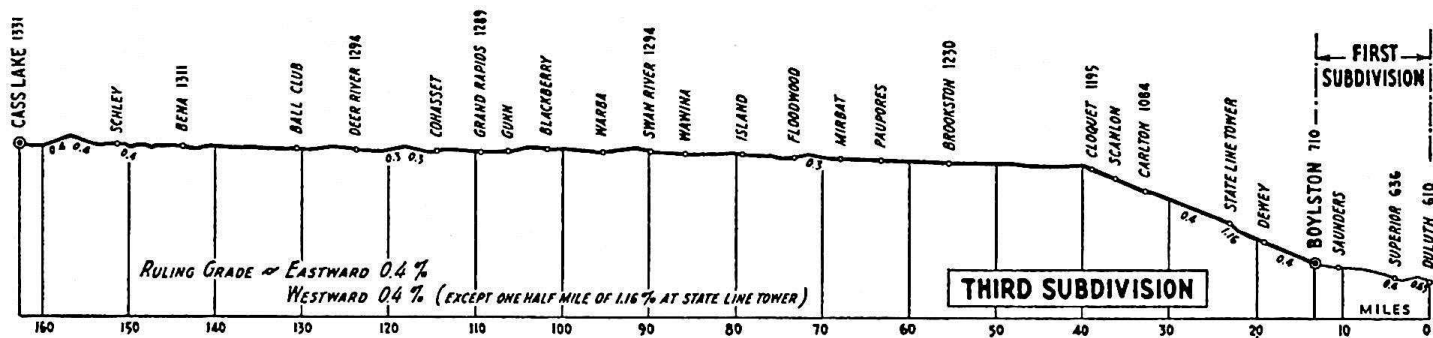 CASS LAKE 1331
SCHLEY
BENA 1311
BALL CLUB
DEER RIVER 1294
COHASSET
GRAND RAPIDS 1289
GUNN
BLACKBERRY
WARBA
SWAN RIVER 1294
WAWINA
ISLAND
FLOODWOOD
MIRBAT
PAUPORES
BROOKSTON 1230
CLOQUET 1195
SCANLON
CARLTON 1084
STATE LINE TOWER
DEWEY
BOYLSTON 710
SAUNDERS
SUPERIOR 636
DULUTH 610
FIRST
SUBDIVISION
0.4 0.4
0.4
0.3 0.3
0.3
0.4
1.16
0.4
0.4
RULING GRADE ~ EASTWARD 0.4 %
WESTWARD 0.4 % (EXCEPT ONE HALF MILE OF 1.16 % AT STATE LINE TOWER)
THIRD SUBDIVISION
MILES
160 150 140 130 120 110 100 90 80 70 60 50 40 30 20 10 0